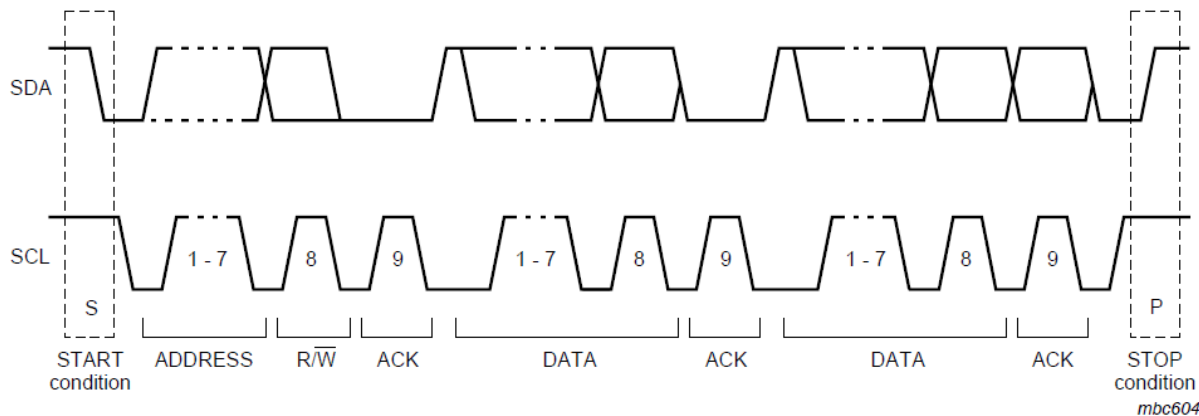 SDA
SCL
1 - 7
8
9
1 - 7
8
9
1 - 7
8
9
S
P
START
condition
ADDRESS
R/W̅
ACK
DATA
ACK
DATA
ACK
STOP
condition
mbc604